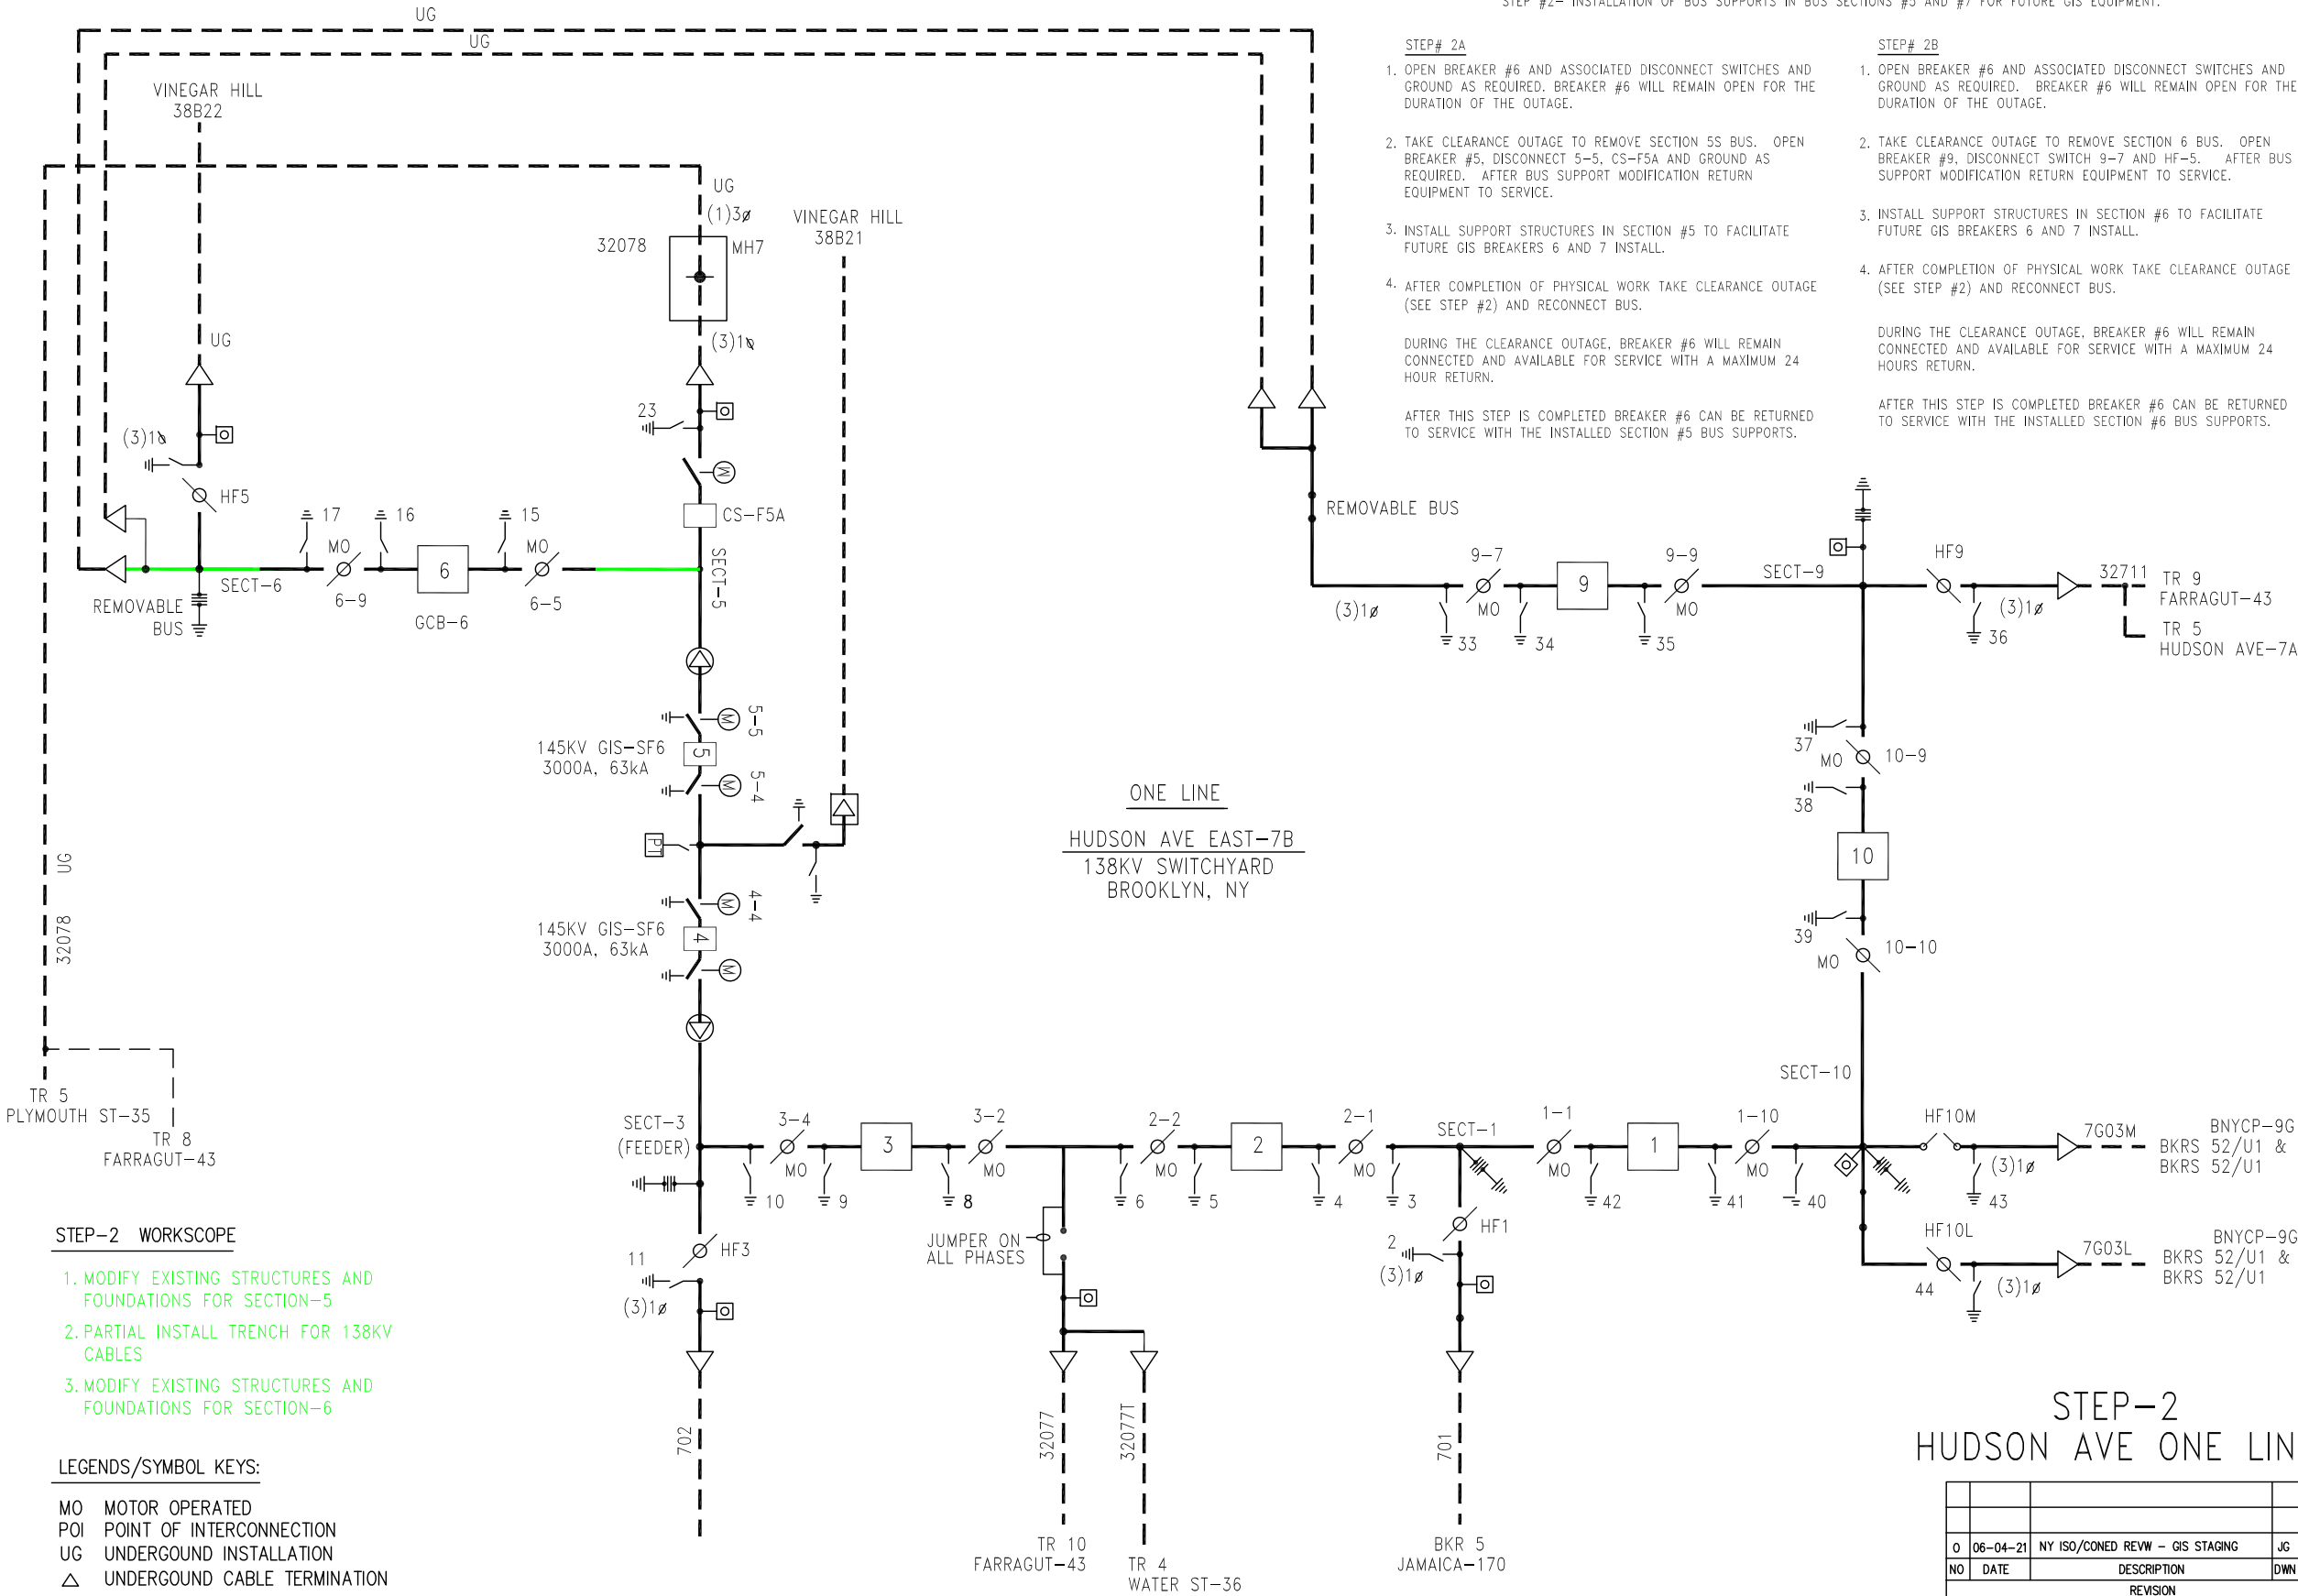 STEP #2- INSTALLATION OF BUS SUPPORTS IN BUS SECTIONS #5 AND #7 FOR FUTURE GIS EQUIPMENT.
STEP# 2A
1. OPEN BREAKER #6 AND ASSOCIATED DISCONNECT SWITCHES AND
GROUND AS REQUIRED. BREAKER #6 WILL REMAIN OPEN FOR THE
DURATION OF THE OUTAGE.
2. TAKE CLEARANCE OUTAGE TO REMOVE SECTION 5S BUS. OPEN
BREAKER #5, DISCONNECT 5-5, CS-F5A AND GROUND AS
REQUIRED. AFTER BUS SUPPORT MODIFICATION RETURN
EQUIPMENT TO SERVICE.
3. INSTALL SUPPORT STRUCTURES IN SECTION #5 TO FACILITATE
FUTURE GIS BREAKERS 6 AND 7 INSTALL.
4. AFTER COMPLETION OF PHYSICAL WORK TAKE CLEARANCE OUTAGE
(SEE STEP #2) AND RECONNECT BUS.
DURING THE CLEARANCE OUTAGE, BREAKER #6 WILL REMAIN
CONNECTED AND AVAILABLE FOR SERVICE WITH A MAXIMUM 24
HOUR RETURN.
AFTER THIS STEP IS COMPLETED BREAKER #6 CAN BE RETURNED
TO SERVICE WITH THE INSTALLED SECTION #5 BUS SUPPORTS.
STEP# 2B
1. OPEN BREAKER #6 AND ASSOCIATED DISCONNECT SWITCHES AND
GROUND AS REQUIRED. BREAKER #6 WILL REMAIN OPEN FOR THE
DURATION OF THE OUTAGE.
2. TAKE CLEARANCE OUTAGE TO REMOVE SECTION 6 BUS. OPEN
BREAKER #9, DISCONNECT SWITCH 9-7 AND HF-5. AFTER BUS
SUPPORT MODIFICATION RETURN EQUIPMENT TO SERVICE.
3. INSTALL SUPPORT STRUCTURES IN SECTION #6 TO FACILITATE
FUTURE GIS BREAKERS 6 AND 7 INSTALL.
4. AFTER COMPLETION OF PHYSICAL WORK TAKE CLEARANCE OUTAGE
(SEE STEP #2) AND RECONNECT BUS.
DURING THE CLEARANCE OUTAGE, BREAKER #6 WILL REMAIN
CONNECTED AND AVAILABLE FOR SERVICE WITH A MAXIMUM 24
HOURS RETURN.
AFTER THIS STEP IS COMPLETED BREAKER #6 CAN BE RETURNED
TO SERVICE WITH THE INSTALLED SECTION #6 BUS SUPPORTS.
UG
UG
VINEGAR HILL
38B22
UG
(1)3ø
VINEGAR HILL
38B21
32078
MH7
(3)1ø
UG
23
(3)1ø
HF5
M
CS-F5A
17
16
15
MO
MO
6
SECT-5
SECT-6
6-9
6-5
GCB-6
REMOVABLE
BUS
REMOVABLE BUS
9-7
9-9
SECT-9
HF9
9
MO
MO
(3)1ø
33
34
35
32711
TR 9
FARRAGUT-43
(3)1ø
36
TR 5
HUDSON AVE-7A
M
5-5
145KV GIS-SF6
3000A, 63kA
5
M
5-4
37
MO
10-9
38
PT
10
ONE LINE
HUDSON AVE EAST-7B
138KV SWITCHYARD
BROOKLYN, NY
M
4-4
145KV GIS-SF6
3000A, 63kA
4
M
39
MO
10-10
UG
32078
TR 5
PLYMOUTH ST-35
TR 8
FARRAGUT-43
SECT-10
SECT-3
(FEEDER)
3-4
3
3-2
2-2
2
2-1
SECT-1
1-1
1
1-10
HF10M
MO
MO
MO
MO
MO
MO
10
9
8
6
5
4
3
42
41
40
43
(3)1ø
7G03M
BNYCP-9G
BKRS 52/U1 &
BKRS 52/U1
HF10L
7G03L
44
(3)1ø
BNYCP-9G
BKRS 52/U1 &
BKRS 52/U1
HF3
11
(3)1ø
JUMPER ON
ALL PHASES
HF1
2
(3)1ø
702
32077
32077T
701
TR 10
FARRAGUT-43
TR 4
WATER ST-36
BKR 5
JAMAICA-170
STEP-2 WORKSCOPE
1. MODIFY EXISTING STRUCTURES AND
FOUNDATIONS FOR SECTION-5
2. PARTIAL INSTALL TRENCH FOR 138KV
CABLES
3. MODIFY EXISTING STRUCTURES AND
FOUNDATIONS FOR SECTION-6
LEGENDS/SYMBOL KEYS:
MO MOTOR OPERATED
POI POINT OF INTERCONNECTION
UG UNDERGOUND INSTALLATION
△ UNDERGOUND CABLE TERMINATION
STEP-2
HUDSON AVE ONE LIN
0 06-04-21 NY ISO/CONED REVW - GIS STAGING JG
NO DATE DESCRIPTION DWN
REVISION